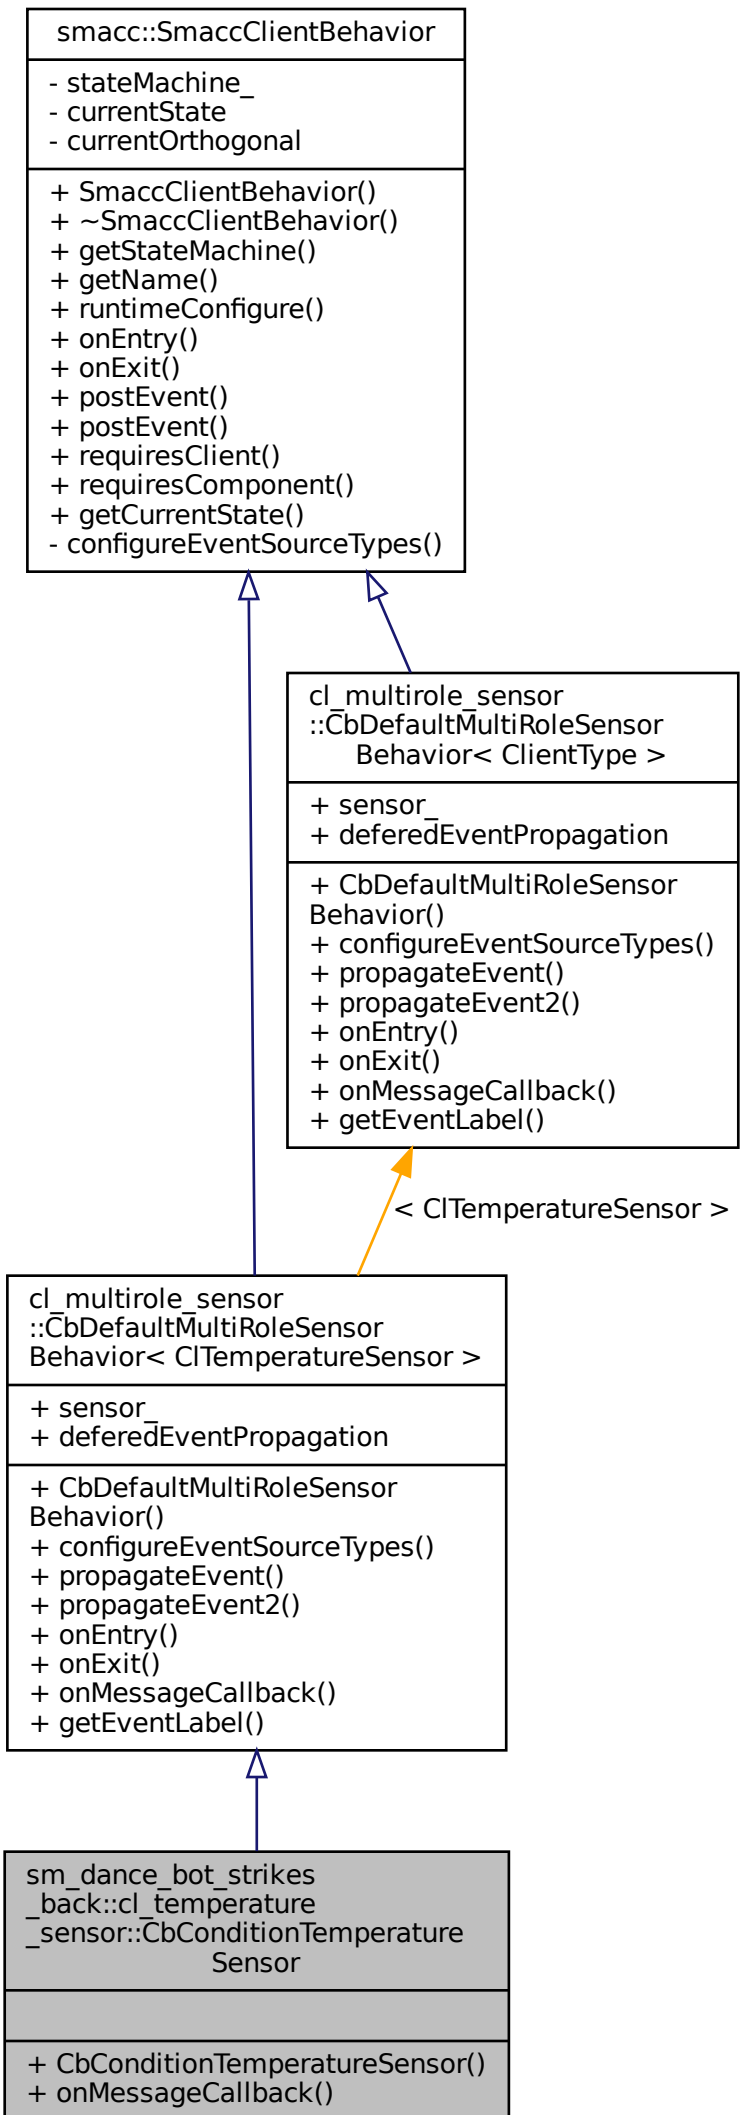 smacc::SmaccClientBehavior
- stateMachine_
- currentState
- currentOrthogonal
+ SmaccClientBehavior()
+ ~SmaccClientBehavior()
+ getStateMachine()
+ getName()
+ runtimeConfigure()
+ onEntry()
+ onExit()
+ postEvent()
+ postEvent()
+ requiresClient()
+ requiresComponent()
+ getCurrentState()
- configureEventSourceTypes()
cl_multirole_sensor
::CbDefaultMultiRoleSensor
Behavior< ClientType >
+ sensor_
+ deferedEventPropagation
+ CbDefaultMultiRoleSensor
Behavior()
+ configureEventSourceTypes()
+ propagateEvent()
+ propagateEvent2()
+ onEntry()
+ onExit()
+ onMessageCallback()
+ getEventLabel()
< ClTemperatureSensor >
cl_multirole_sensor
::CbDefaultMultiRoleSensor
Behavior< ClTemperatureSensor >
+ sensor_
+ deferedEventPropagation
+ CbDefaultMultiRoleSensor
Behavior()
+ configureEventSourceTypes()
+ propagateEvent()
+ propagateEvent2()
+ onEntry()
+ onExit()
+ onMessageCallback()
+ getEventLabel()
sm_dance_bot_strikes
_back::cl_temperature
_sensor::CbConditionTemperature
Sensor
+ CbConditionTemperatureSensor()
+ onMessageCallback()